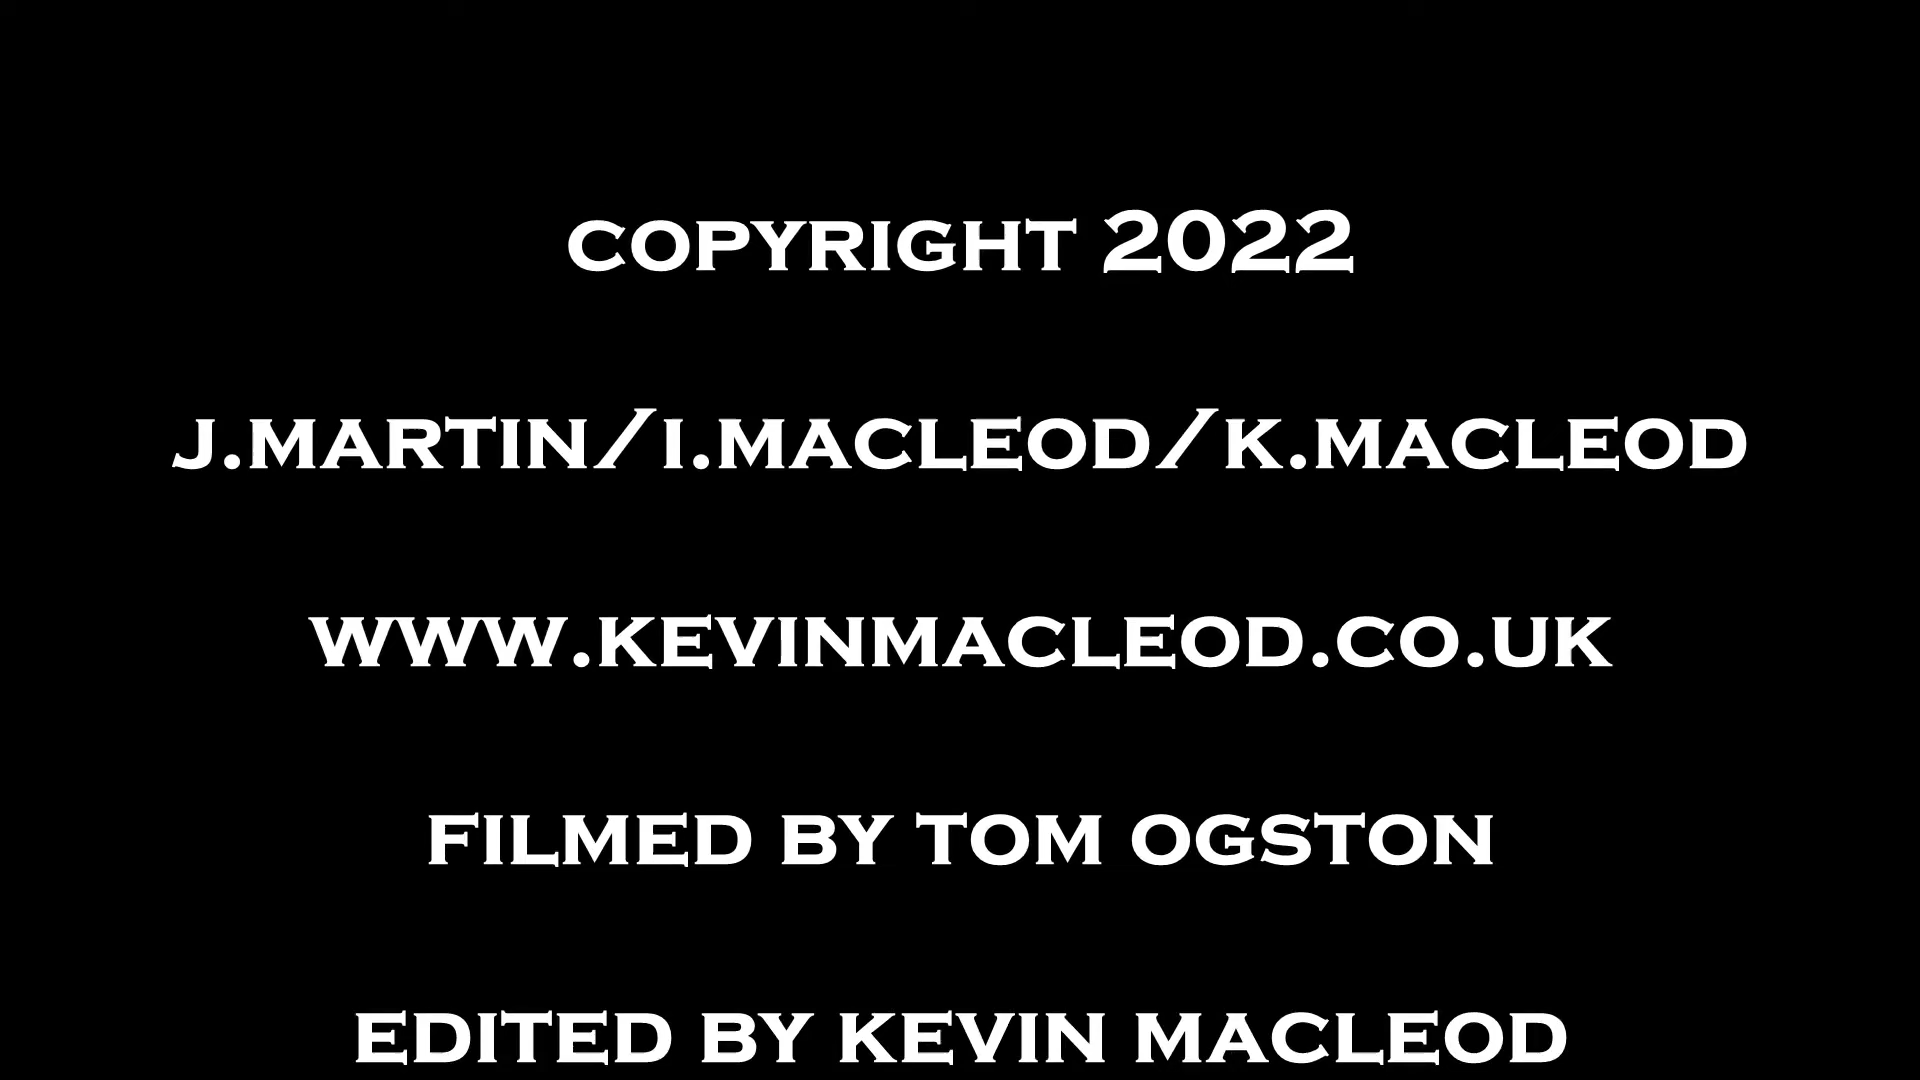 COPYRIGHT 2022
J.MARTIN/I.MACLEOD/K.MACLEOD
WWW.KEVINMACLEOD.CO.UK
FILMED BY TOM OGSTON
EDITED BY KEVIN MACLEOD